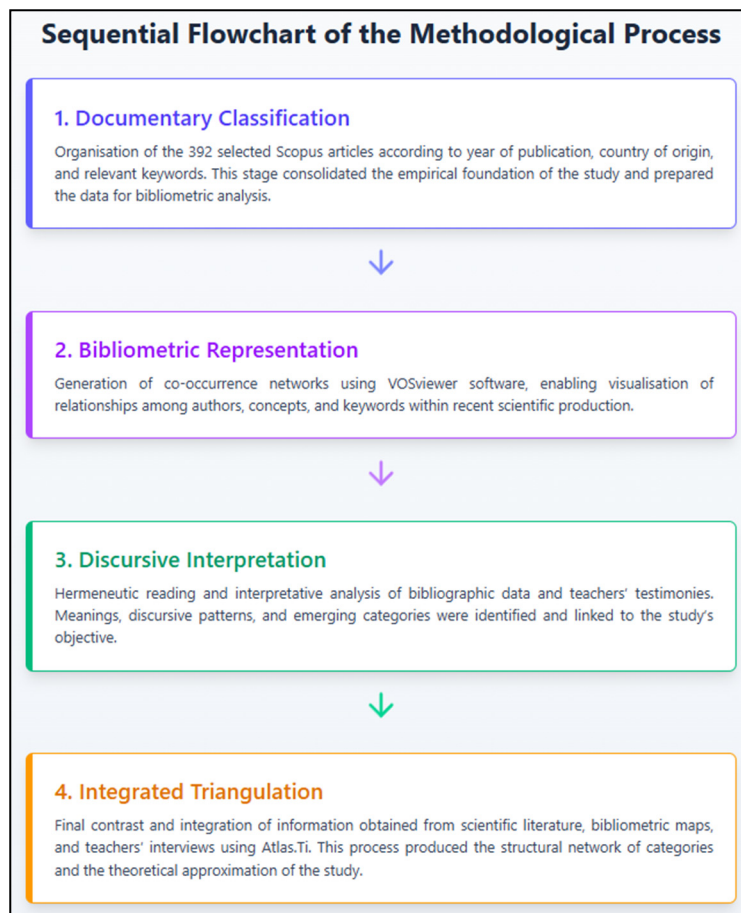 Sequential Flowchart of the Methodological Process
1. Documentary Classification
Organisation of the 392 selected Scopus articles according to year of publication, country of origin,
and relevant keywords. This stage consolidated the empirical foundation of the study and prepared
the data for bibliometric analysis.
2. Bibliometric Representation
Generation of co-occurrence networks using VOSviewer software, enabling visualisation of
relationships among authors, concepts, and keywords within recent scientific production.
3. Discursive Interpretation
Hermeneutic reading and interpretative analysis of bibliographic data and teachers' testimonies.
Meanings, discursive patterns, and emerging categories were identified and linked to the study's
objective.
4. Integrated Triangulation
Final contrast and integration of information obtained from scientific literature, bibliometric maps,
and teachers' interviews using Atlas.Ti. This process produced the structural network of categories
and the theoretical approximation of the study.